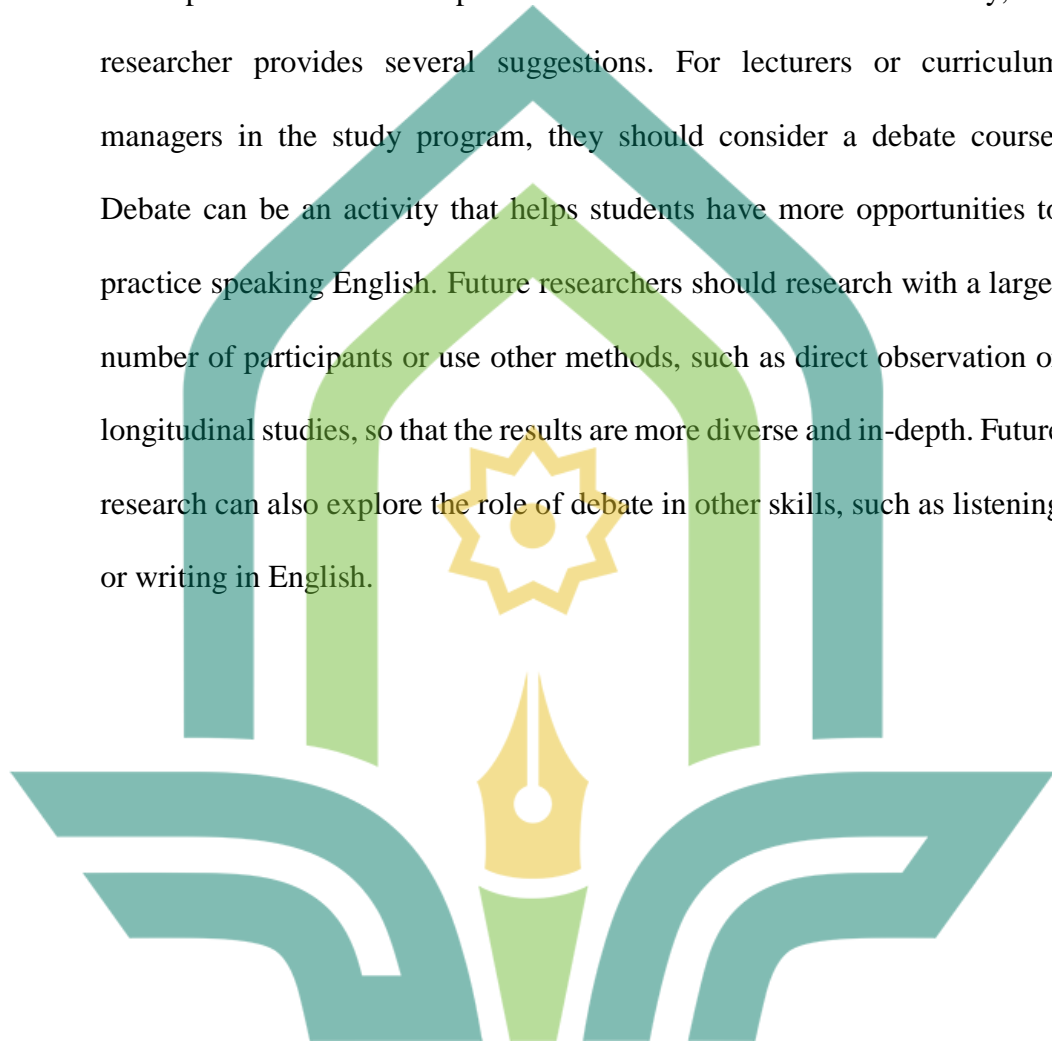 researcher provides several suggestions. For lecturers or curriculum
managers in the study program, they should consider a debate course
Debate can be an activity that helps students have more opportunities to
practice speaking English. Future researchers should research with a large
number of participants or use other methods, such as direct observation or
longitudinal studies, so that the results are more diverse and in-depth. Future
research can also explore the role of debate in other skills, such as listening
or writing in English.